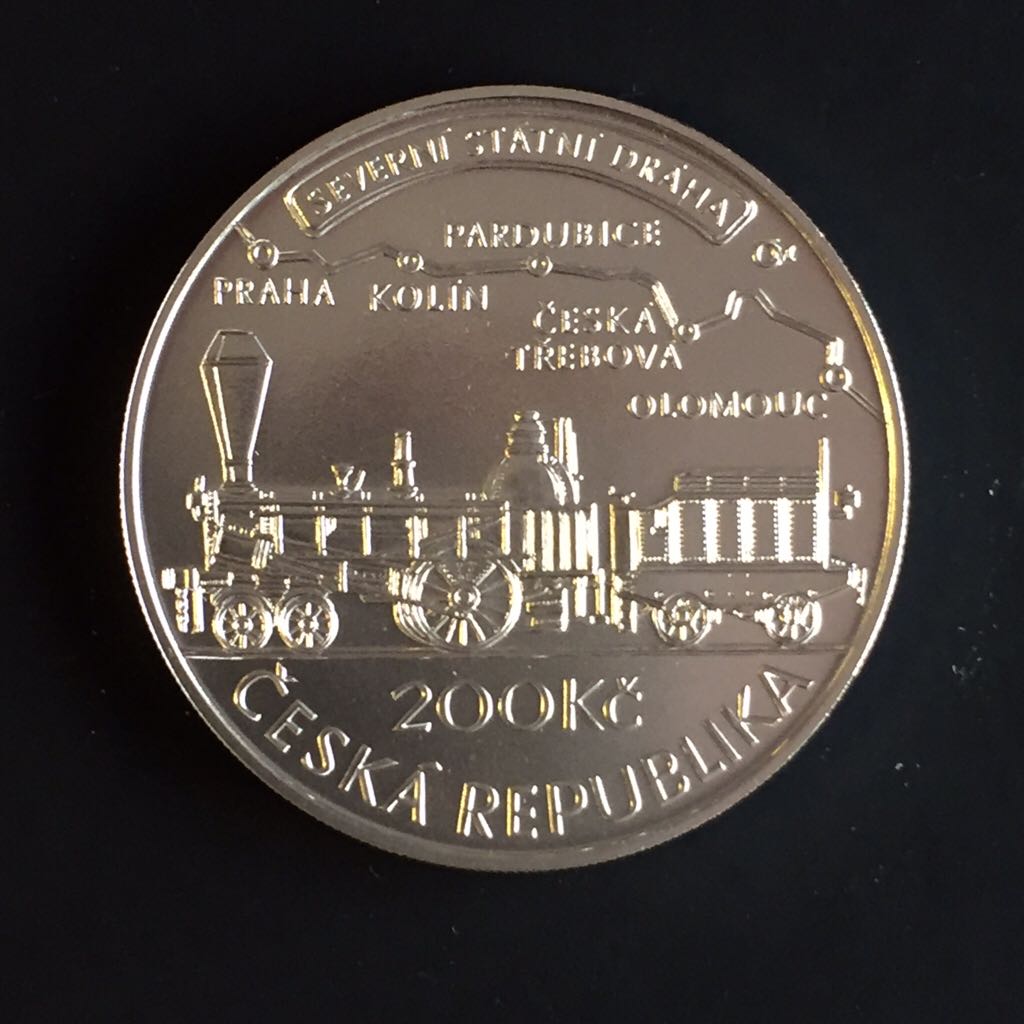 SEVERNÍ STÁTNÍ DRÁHA
PARDUBICE
PRAHA
KOLÍN
ČESKÁ
TŘEBOVÁ
OLOMOUC
200Kč
ČESKÁ REPUBLIKA